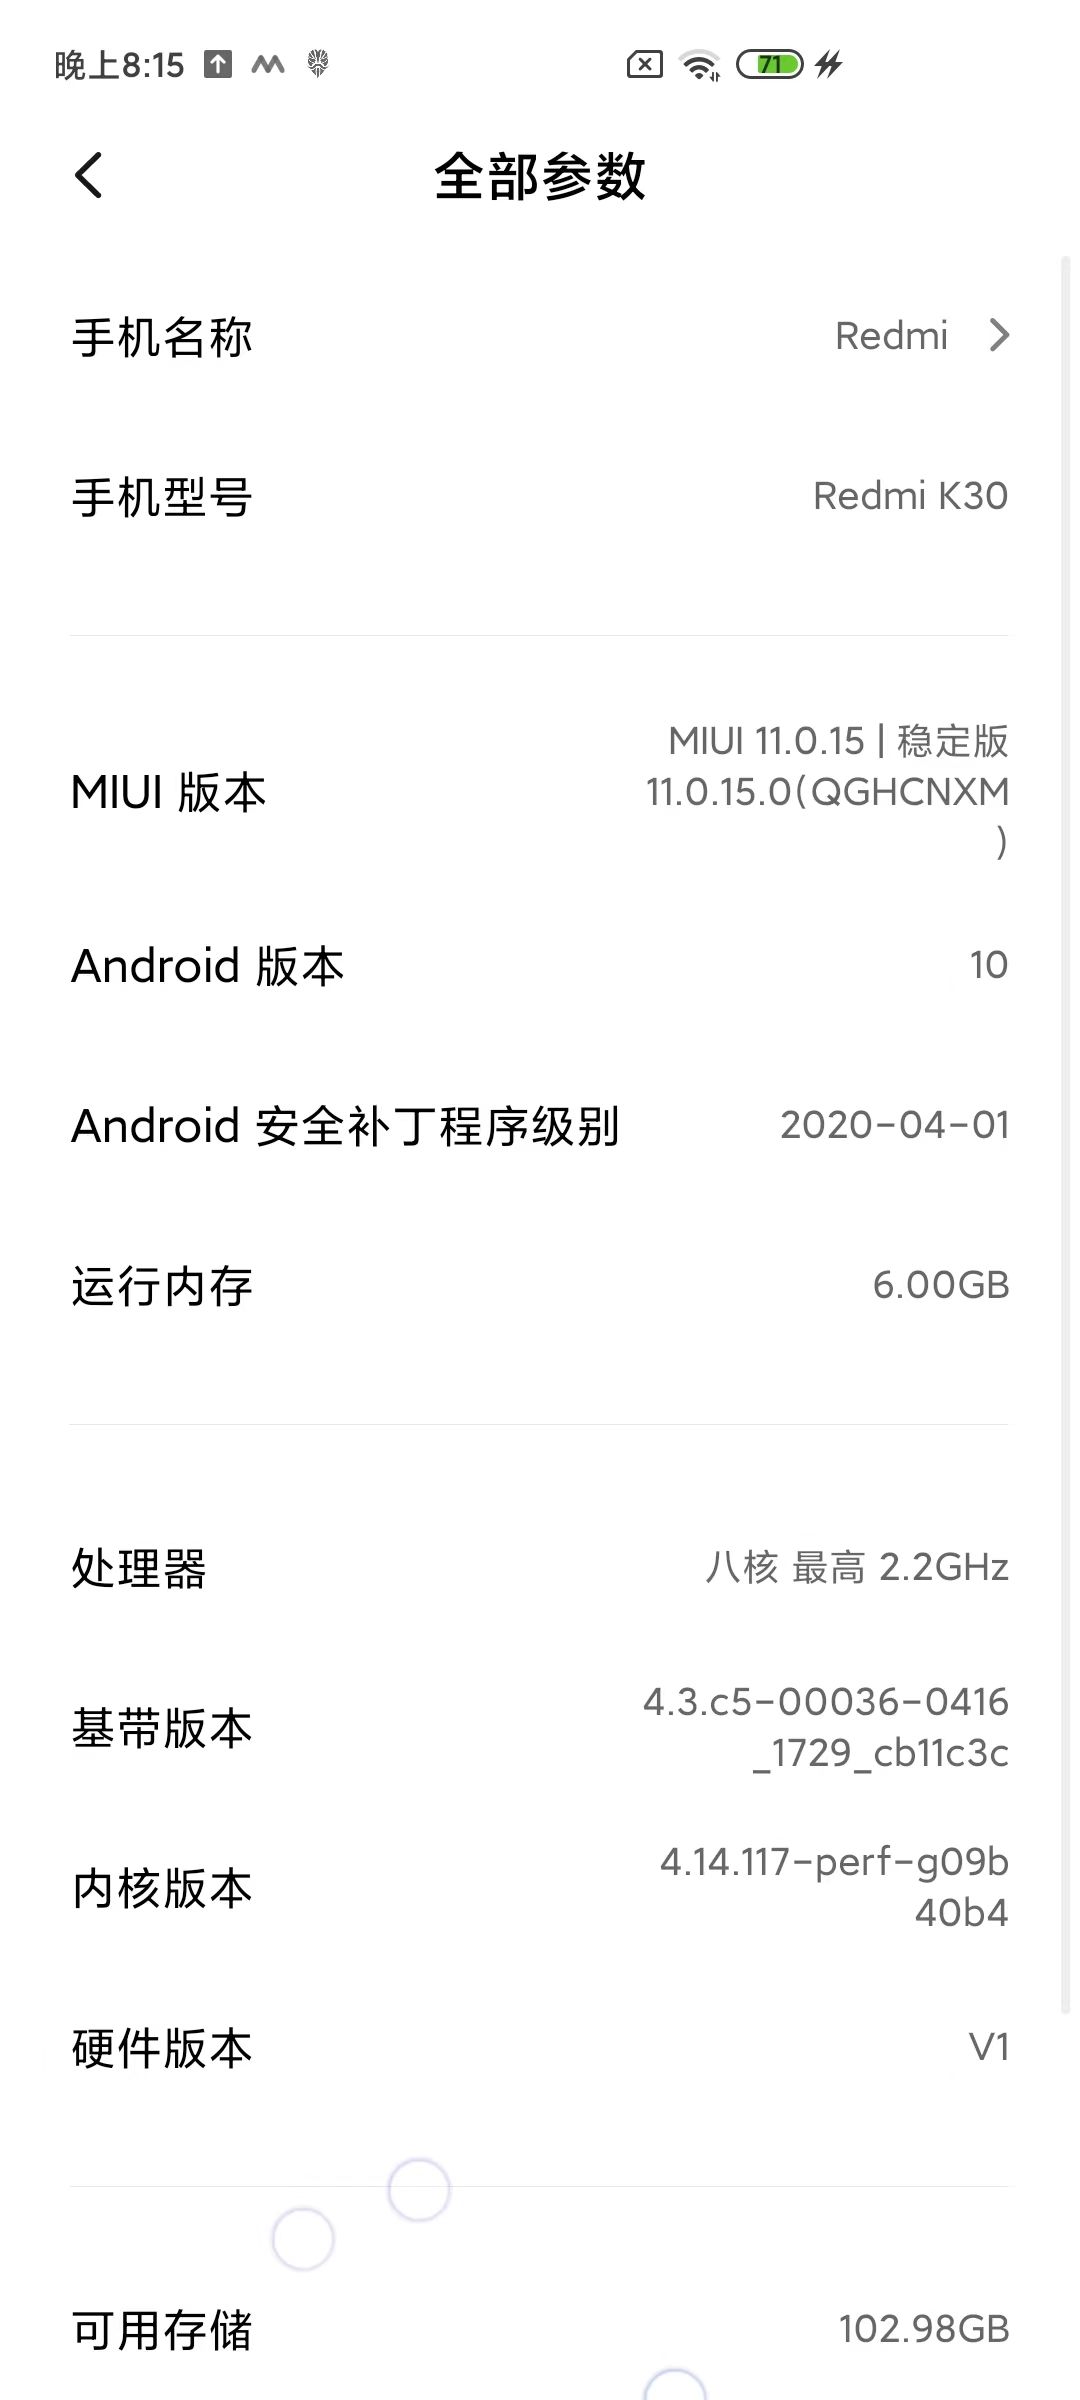 晚上8:15
71
全部参数
手机名称
Redmi
手机型号
Redmi K30
MIUI 版本
MIUI 11.0.15 | 稳定版
11.0.15.0(QGHCNXM
)
Android 版本
10
Android 安全补丁程序级别
2020-04-01
运行内存
6.00GB
处理器
八核 最高 2.2GHz
基带版本
4.3.c5-00036-0416
_1729_cb11c3c
内核版本
4.14.117-perf-g09b
40b4
硬件版本
V1
可用存储
102.98GB